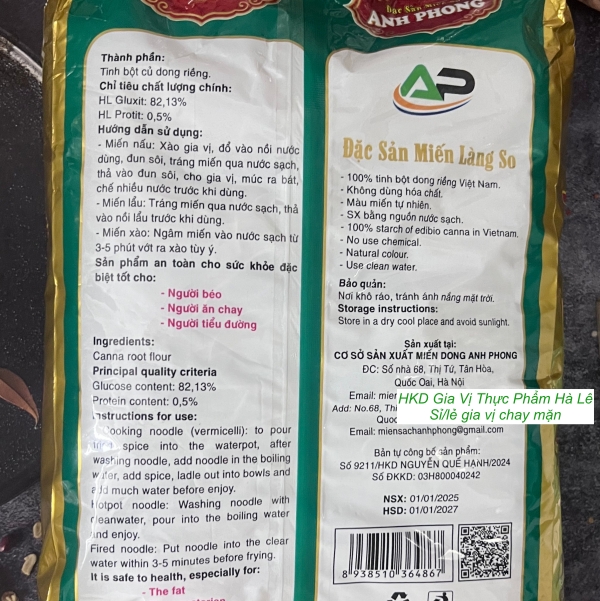 Đặc Sản Miến
ANH PHONG
Thành phần:
Tinh bột củ dong riềng.
Chỉ tiêu chất lượng chính:
HL Gluxit: 82,13%
HL Protit: 0,5%
Hướng dẫn sử dụng:
- Miến nấu: Xào gia vị, đổ vào nồi nước
dùng, đun sôi, tráng miến qua nước sạch,
thả vào đun sôi, cho gia vị, múc ra bát,
chế nhiều nước trước khi dùng.
- Miến lẩu: Tráng miến qua nước sạch, thả
vào nồi lẩu trước khi dùng.
- Miến xào: Ngâm miến vào nước sạch từ
3-5 phút vớt ra xào tùy ý.
Sản phẩm an toàn cho sức khỏe đặc
biệt tốt cho:
- Người béo
- Người ăn chay
- Người tiểu đường
Ingredients:
Canna root flour
Principal quality criteria
Glucose content: 82,13%
Protein content: 0,5%
Instructions for use:
Cooking noodle (vermicelli): to pour
spice into the waterpot, after
washing noodle, add noodle in the boiling
water, add spice, ladle out into bowls and
add much water before enjoy.
Hotpot noodle: Washing noodle with
cleanwater, pour into the boiling water
and enjoy.
Fired noodle: Put noodle into the clear
water within 3-5 minutes before frying.
It is safe to health, especially for:
- The fat
AP
Đặc Sản Miến Làng So
- 100% tinh bột dong riềng Việt Nam.
- Không dùng hóa chất.
- Màu miến tự nhiên.
- SX bằng nguồn nước sạch.
- 100% starch of edibio canna in Vietnam.
- No use chemical.
- Natural colour.
- Use clean water.
Bảo quản:
Nơi khô ráo, tránh ánh nắng mặt trời.
Storage instructions:
Store in a dry cool place and avoid sunlight.
Sản xuất tại:
CƠ SỞ SẢN XUẤT MIẾN DONG ANH PHONG
ĐC: Số nhà 68, Thị Tứ, Tân Hòa,
Quốc Oai, Hà Nội
Email:
HKD Gia Vị Thực Phẩm Hà Lê
Add: No.68,
Sỉ/lẻ gia vị chay mặn
Email: miensachanhphong@gmail.com
Bản tự công bố sản phẩm:
Số 9211/HKD NGUYỄN QUẾ HẠNH/2024
Số ĐKKD: 03H800040242
NSX: 01/01/2025
HSD: 01/01/2027
8 938510 364867